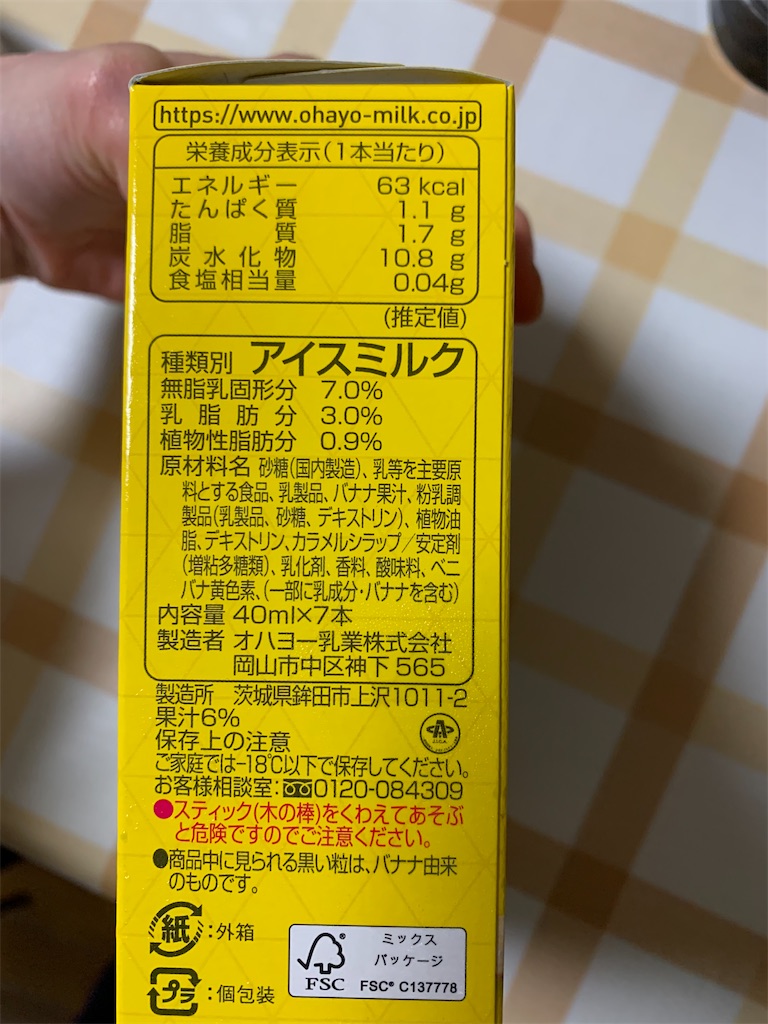 https://www.ohayo-milk.co.jp
栄養成分表示(1本当たり)
エネルギー 63 kcal
たんぱく質 1.1 g
脂質 1.7 g
炭水化物 10.8 g
食塩相当量 0.04g
(推定値)
種類別 アイスミルク
無脂乳固形分 7.0%
乳脂肪分 3.0%
植物性脂肪分 0.9%
原材料名 砂糖(国内製造)、乳等を主要原
料とする食品、乳製品、バナナ果汁、粉乳調
製品(乳製品、砂糖、デキストリン)、植物油
脂、デキストリン、カラメルシラップ/安定剤
(増粘多糖類)、乳化剤、香料、酸味料、ベニ
バナ黄色素、(一部に乳成分・バナナを含む)
内容量 40ml×7本
製造者 オハヨー乳業株式会社
岡山市中区神下565
製造所 茨城県鉾田市上沢1011-2
果汁6%
保存上の注意
ご家庭では-18℃以下で保存してください。
お客様相談室:0120-084309
●スティック(木の棒)をくわえてあそぶ
と危険ですのでご注意ください。
●商品中に見られる黒い粒は、バナナ由来
のものです。
紙:外箱
プラ:個包装
ミックス
パッケージ
FSC FSC® C137778